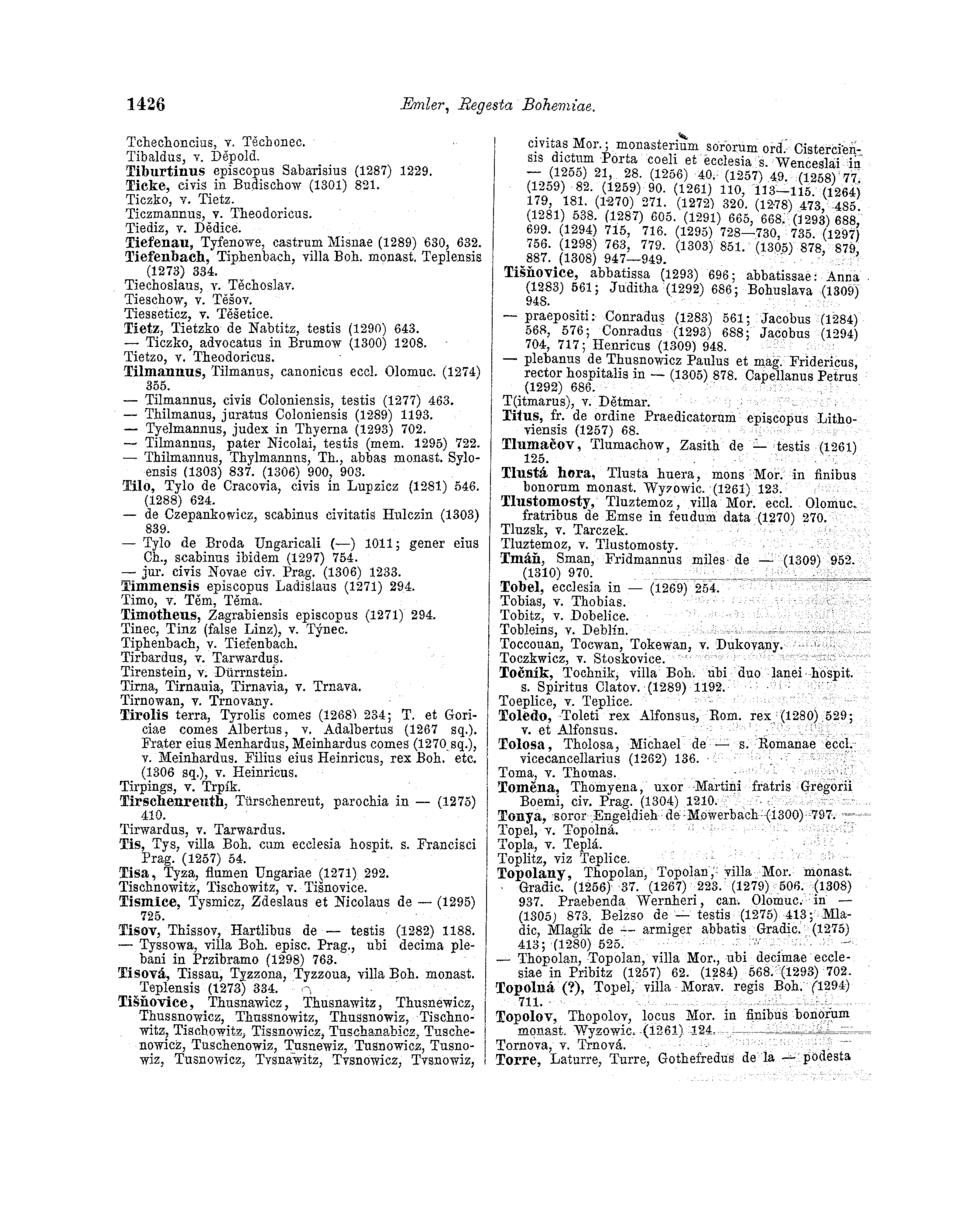 1426
Emler, Regesta Bohemiae.
Tchechoncius, v. Těchonec.
Tibaldus, v. Děpold.
Tiburtinus episcopus Sabarisius (1287) 1229.
Ticke, civis in Budischow (1301) 821.
Ticzko, v. Tietz.
Ticzmannus, v. Theodoricus.
Tiediz, v. Dědice.
Tiefenau, Tyfenowe, castrum Misnae (1289) 630, 632.
Tiefenbach, Tiphenbach, villa Boh. monast. Teplensis
(1273) 334.
Tiechoslaus, v. Těchoslav.
Tieschow, v. Těšov.
Tiesseticz, v. Těšetice.
Tietz, Tietzko de Nabtitz, testis (1290) 643.
— Ticzko, advocatus in Brumow (1300) 1208.
Tietzo, v. Theodoricus.
Tilmannus, Tilmanus, canonicus eccl. Olomuc. (1274)
355.
— Tilmannus, civis Coloniensis, testis (1277) 463.
— Thilmanus, juratus Coloniensis (1289) 1193.
— Tyelmannus, judex in Thyerna (1293) 702.
— Tilmannus, pater Nicolai, testis (mem. 1295) 722.
— Thilmannus, Thylmannus, Th., abbas monast. Sylo-
ensis (1303) 837. (1306) 900, 903.
Tilo, Tylo de Cracovia, civis in Lupzicz (1281) 546.
(1288) 624.
— de Czepankowicz, scabinus civitatis Hulczin (1303)
839.
— Tylo de Broda Ungaricali (—) 1011; gener eius
Ch., scabinus ibidem (1297) 754.
— jur. civis Novae civ. Prag. (1306) 1233.
Timmensis episcopus Ladislaus (1271) 294.
Timo, v. Těm, Těma.
Timotheus, Zagrabiensis episcopus (1271) 294.
Tinec, Tinz (false Linz), v. Týnec.
Tiphenbach, v. Tiefenbach.
Tirbardus, v. Tarwardus.
Tirenstein, v. Dürrnstein.
Tirna, Tirnauia, Tirnavia, v. Trnava.
Tirnowan, v. Trnovany.
Tirolis terra, Tyrolis comes (1268) 234; T. et Gori-
ciae comes Albertus, v. Adalbertus (1267 sq.).
Frater eius Menhardus, Meinhardus comes (1270 sq.),
v. Meinhardus. Filius eius Heinricus, rex Boh. etc.
(1306 sq.), v. Heinricus.
Tirpings, v. Trpík.
Tirschenreuth, Türschenreut, parochia in — (1275)
410.
Tirwardus, v. Tarwardus.
Tis, Tys, villa Boh. cum ecclesia hospit. s. Francisci
Prag. (1257) 54.
Tisa, Tyza, flumen Ungariae (1271) 292.
Tischnowitz, Tischowitz, v. Tišnovice.
Tismice, Tysmicz, Zdeslaus et Nicolaus de — (1295)
725.
Tisov, Thissov, Hartlibus de — testis (1282) 1188.
— Tyssowa, villa Boh. episc. Prag., ubi decima ple-
bani in Przibramo (1298) 763.
Tisová, Tissau, Tyzzona, Tyzzoua, villa Boh. monast.
Teplensis (1273) 334.
Tišňovice, Thusnawicz, Thusnawitz, Thusnewicz,
Thussnowicz, Thussnowitz, Thussnowiz, Tischno-
witz, Tischowitz, Tissnowicz, Tuschanabicz, Tusche-
nowicz, Tuschenowiz, Tusnewiz, Tusnowicz, Tusno-
wiz, Tusnowicz, Tysnawitz, Tysnowicz, Tysnowiz,
civitas Mor.; monasterium sororum ord. Cistercien-
sis dictum Porta coeli et ecclesia s. Wenceslai in
— (1255) 21, 28. (1256) 40. (1257) 49. (1258) 77.
(1259) 82. (1259) 90. (1261) 110, 113—115. (1264)
179, 181. (1270) 271. (1272) 320. (1278) 473, 485.
(1281) 538. (1287) 605. (1291) 665, 668. (1293) 688,
699. (1294) 715, 716. (1295) 728—730, 735. (1297)
756. (1298) 763, 779. (1303) 851. (1305) 878, 879,
887. (1308) 947—949.
Tišňovice, abbatissa (1293) 696; abbatissae: Anna
(1283) 561; Juditha (1292) 686; Bohuslava (1309)
948.
— praepositi: Conradus (1283) 561; Jacobus (1284)
568, 576; Conradus (1293) 688; Jacobus (1294)
704, 717; Henricus (1309) 948.
— plebanus de Thusnowicz Paulus et mag. Fridericus,
rector hospitalis in — (1305) 878. Capellanus Petrus
(1292) 686.
T(itmarus), v. Dětmar.
Titus, fr. de ordine Praedicatorum episcopus Litho-
viensis (1257) 68.
Tlumačov, Tlumachow, Zasith de — testis (1261)
125.
Tlustá hora, Tlusta huera, mons Mor. in finibus
bonorum monast. Wyzowic. (1261) 123.
Tlustomosty, Tluztemoz, villa Mor. eccl. Olomuc.
fratribus de Emse in feudum data (1270) 270.
Tluzsk, v. Tarczek.
Tluztemoz, v. Tlustomosty.
Tmáň, Sman, Fridmannus miles de — (1309) 952.
(1310) 970.
Tobel, ecclesia in — (1269) 254.
Tobias, v. Thobias.
Tobitz, v. Dobelice.
Tobleins, v. Deblín.
Toccouan, Tocwan, Tokewan, v. Dukovany.
Toczkwicz, v. Stoskovice.
Točník, Tochnik, villa Boh. ubi duo lanei hospit.
s. Spiritus Clatov. (1289) 1192.
Toeplice, v. Teplice.
Toledo, Toleti rex Alfonsus, Rom. rex (1280) 529;
v. et Alfonsus.
Tolosa, Tholosa, Michael de — s. Romanae eccl.
vicecancellarius (1262) 136.
Toma, v. Thomas.
Toměna, Thomyena, uxor Martini fratris Gregorii
Boemi, civ. Prag. (1304) 1210.
Tonya, soror Engeldieh de Mowerbach (1300) 797.
Topel, v. Topolná.
Topla, v. Teplá.
Toplitz, viz Teplice.
Topolany, Thopolan, Topolan, villa Mor. monast.
Gradic. (1256) 37. (1267) 223. (1279) 506. (1308)
937. Praebenda Wernheri, can. Olomuc. in —
(1305) 873. Belzso de — testis (1275) 413; Mla-
dic, Mlagik de — armiger abbatis Gradic. (1275)
413; (1280) 525.
— Thopolan, Topolan, villa Mor., ubi decimae eccle-
siae in Pribitz (1257) 62. (1284) 568. (1293) 702.
Topolná (?), Topel, villa Morav. regis Boh. (1294)
711.
Topolov, Thopolov, locus Mor. in finibus bonorum
monast. Wyzowic. (1261) 124.
Tornova, v. Trnová.
Torre, Laturre, Turre, Gothefredus de la — podesta